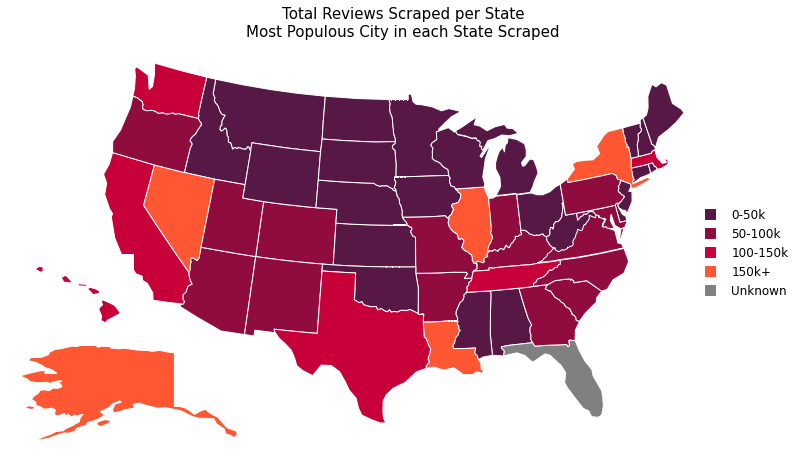 Total Reviews Scraped per State
Most Populous City in each State Scraped
0-50k
50-100k
100-150k
150k+
Unknown